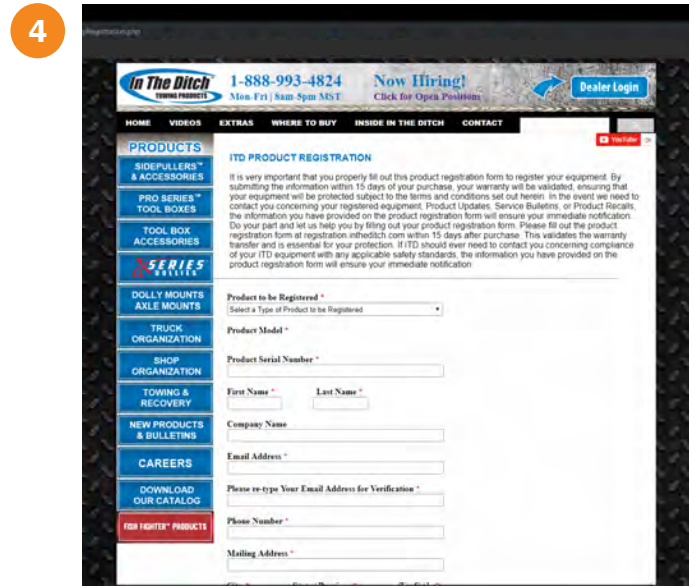 4
In The Ditch
TOWING PRODUCTS
1-888-993-4824
Mon-Fri | 8am-5pm MST
Now Hiring!
Click for Open Positions
Dealer Login
HOME VIDEOS EXTRAS WHERE TO BUY INSIDE IN THE DITCH CONTACT
YouTube
PRODUCTS
SIDEPULLERS™
& ACCESSORIES
PRO SERIES™
TOOL BOXES
TOOL BOX
ACCESSORIES
SERIES
DOLLIES
DOLLY MOUNTS
AXLE MOUNTS
TRUCK
ORGANIZATION
SHOP
ORGANIZATION
TOWING &
RECOVERY
NEW PRODUCTS
& BULLETINS
CAREERS
DOWNLOAD
OUR CATALOG
FISH FIGHTER® PRODUCTS
ITD PRODUCT REGISTRATION
It is very important that you properly fill out this product registration form to register your equipment. By
submitting the information within 15 days of your purchase, your warranty will be validated, ensuring that
your equipment will be protected subject to the terms and conditions set out herein. In the event we need to
contact you concerning your registered equipment, Product Updates, Service Bulletins, or Product Recalls,
the information you have provided on the product registration form will ensure your immediate notification.
Do your part and let us help you by filling out your product registration form. Please fill out the product
registration form at registration.intheditch.com within 15 days after purchase. This validates the warranty
transfer and is essential for your protection. If ITD should ever need to contact you concerning compliance
of your ITD equipment with any applicable safety standards, the information you have provided on the
product registration form will ensure your immediate notification
Product to be Registered *
Select a Type of Product to be Registered
Product Model *
Product Serial Number *
First Name * Last Name *
Company Name
Email Address *
Please re-type Your Email Address for Verification *
Phone Number *
Mailing Address *